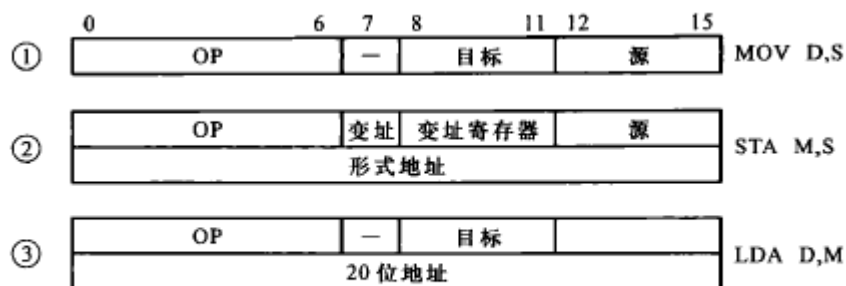 0 6 7 8 11 12 15
① OP — 目标 源 MOV D,S
② OP 变址 变址寄存器 源 STA M,S
形式地址
③ OP — 目标 LDA D,M
20位地址